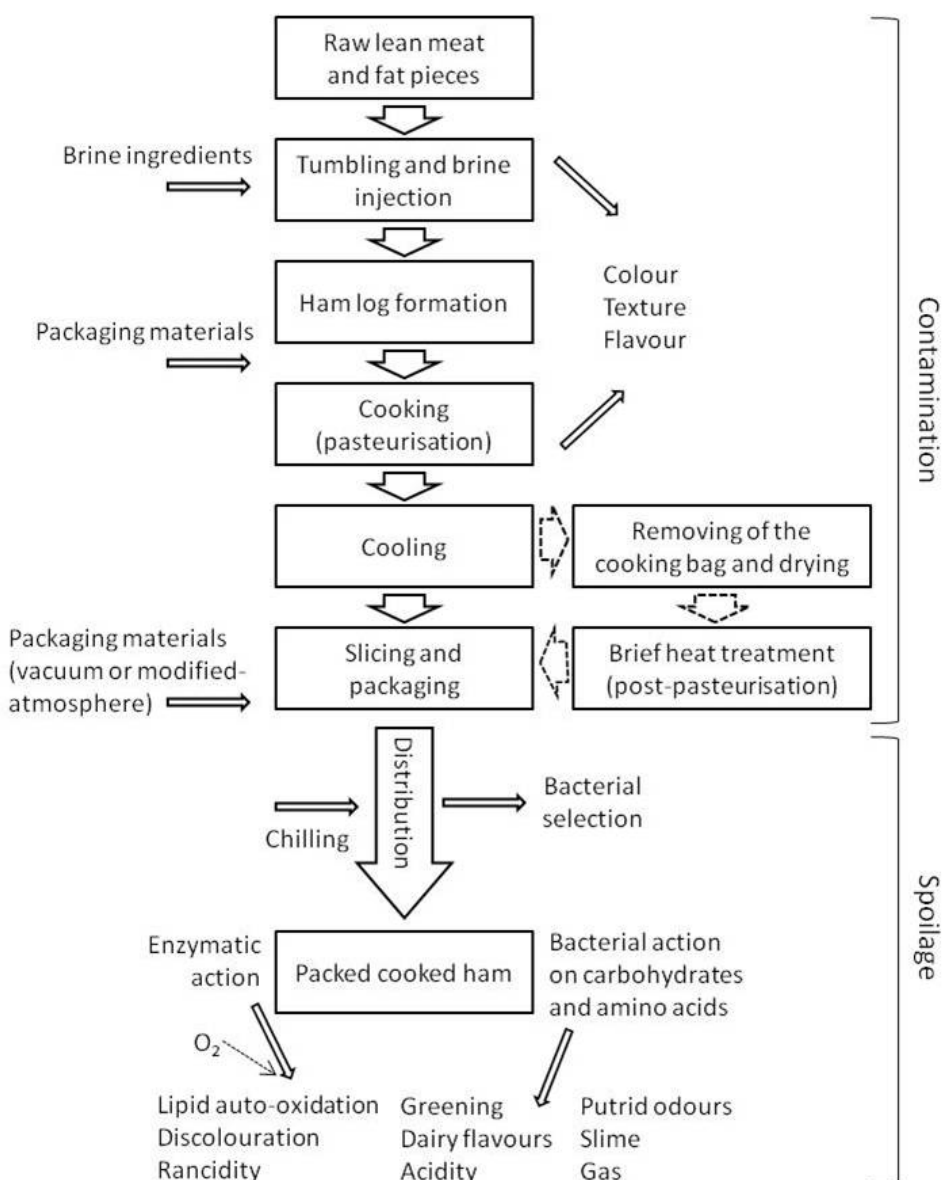 Raw lean meat
and fat pieces
Brine ingredients
Tumbling and brine
injection
Ham log formation
Colour
Texture
Flavour
Packaging materials
Cooking
(pasteurisation)
Cooling
Removing of the
cooking bag and drying
Packaging materials
(vacuum or modified-
atmosphere)
Slicing and
packaging
Brief heat treatment
(post-pasteurisation)
Contamination
Distribution
Chilling
Bacterial
selection
Enzymatic
action
Packed cooked ham
Bacterial action
on carbohydrates
and amino acids
O₂
Lipid auto-oxidation
Discolouration
Rancidity
Greening
Dairy flavours
Acidity
Putrid odours
Slime
Gas
Spoilage